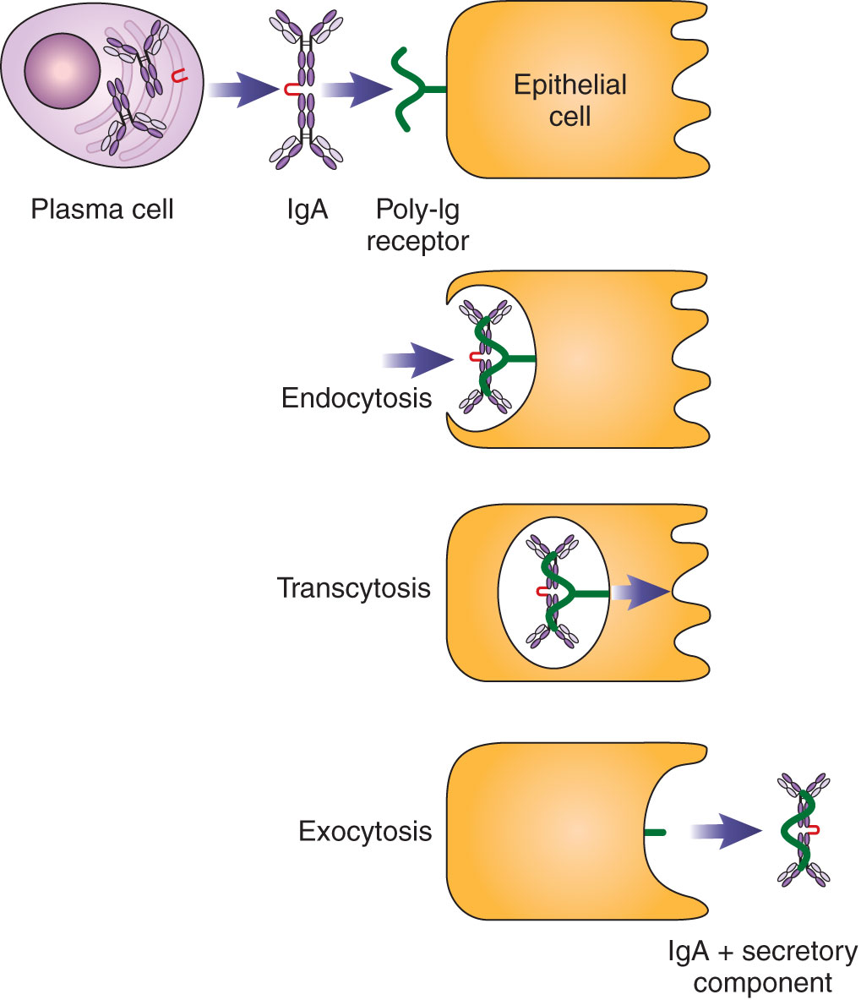 Epithelial
cell
Plasma cell
IgA
Poly-Ig
receptor
Endocytosis
Transcytosis
Exocytosis
IgA + secretory
component